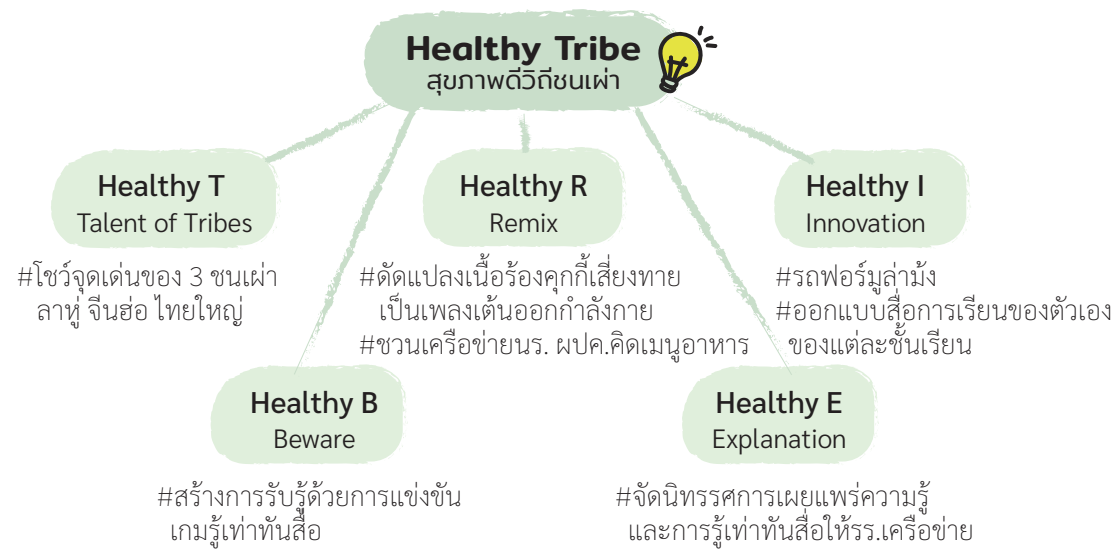 Healthy Tribe
สุขภาพดีวิถีชนเผ่า
Healthy T
Talent of Tribes
#โชว์จุดเด่นของ 3 ชนเผ่า
ลาหู่ จีนฮ่อ ไทยใหญ่
Healthy R
Remix
#ดัดแปลงเนื้อร้องคุกกี้เสี่ยงทาย
เป็นเพลงเต้นออกกำลังกาย
#ชวนเครือข่ายนร. ผปค.คิดเมนูอาหาร
Healthy I
Innovation
#รถฟอร์มูล่าม้ง
#ออกแบบสื่อการเรียนของตัวเอง
ของแต่ละชั้นเรียน
Healthy B
Beware
#สร้างการรับรู้ด้วยการแข่งขัน
เกมรู้เท่าทันสื่อ
Healthy E
Explanation
#จัดนิทรรศการเผยแพร่ความรู้
และการรู้เท่าทันสื่อให้รร.เครือข่าย